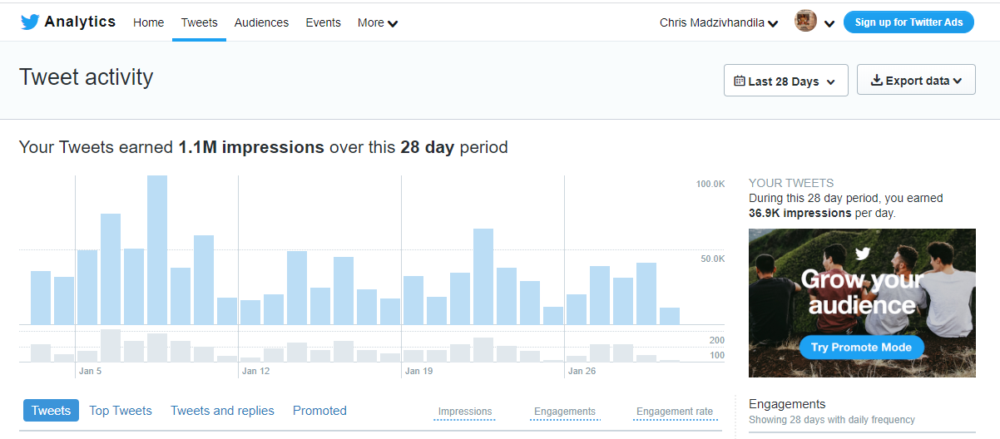 Analytics Home Tweets Audiences Events More Chris Madzivhandila Sign up for Twitter Ads
Tweet activity
Last 28 Days Export data
Your Tweets earned 1.1M impressions over this 28 day period
100.0K
50.0K
200
100
Jan 5 Jan 12 Jan 19 Jan 26
YOUR TWEETS
During this 28 day period, you earned
36.9K impressions per day.
Grow your
audience
Try Promote Mode
Tweets Top Tweets Tweets and replies Promoted Impressions Engagements Engagement rate
Engagements
Showing 28 days with daily frequency